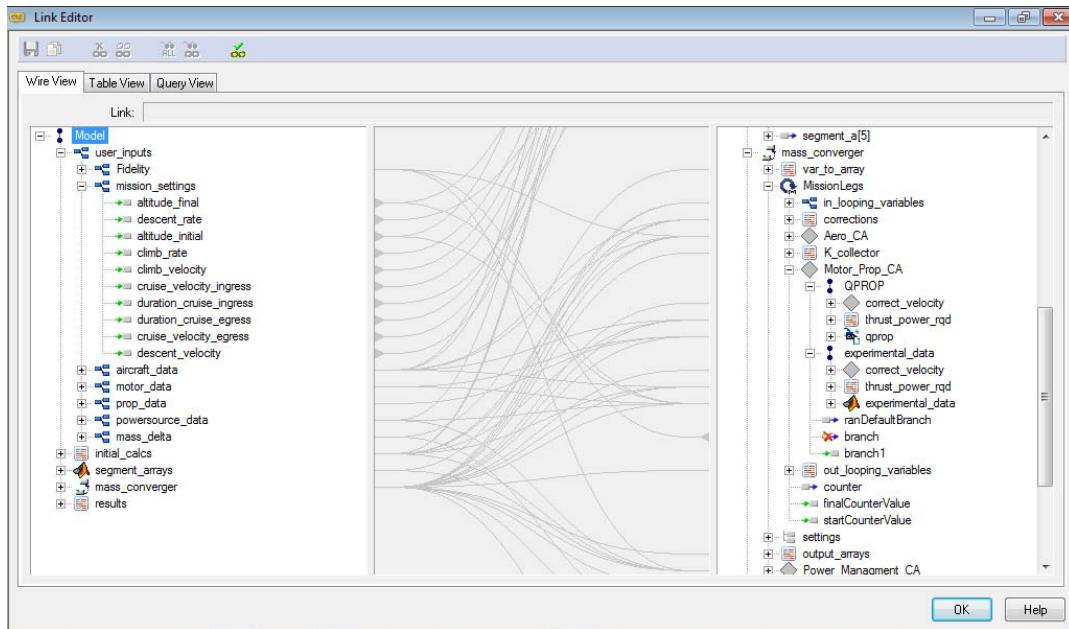 Link Editor
ALL
Wire View Table View Query View
Link:
Model
user_inputs
Fidelity
mission_settings
altitude_final
descent_rate
altitude_initial
climb_rate
climb_velocity
cruise_velocity_ingress
duration_cruise_ingress
duration_cruise_egress
cruise_velocity_egress
descent_velocity
aircraft_data
motor_data
prop_data
powersource_data
mass_delta
initial_calcs
segment_arrays
mass_converger
results
segment_a[5]
mass_converger
var_to_array
MissionLegs
in_looping_variables
corrections
Aero_CA
K_collector
Motor_Prop_CA
QPROP
correct_velocity
thrust_power_rqd
qprop
experimental_data
correct_velocity
thrust_power_rqd
experimental_data
ranDefaultBranch
branch
branch1
out_looping_variables
counter
finalCounterValue
startCounterValue
settings
output_arrays
Power_Managment_CA
OK Help